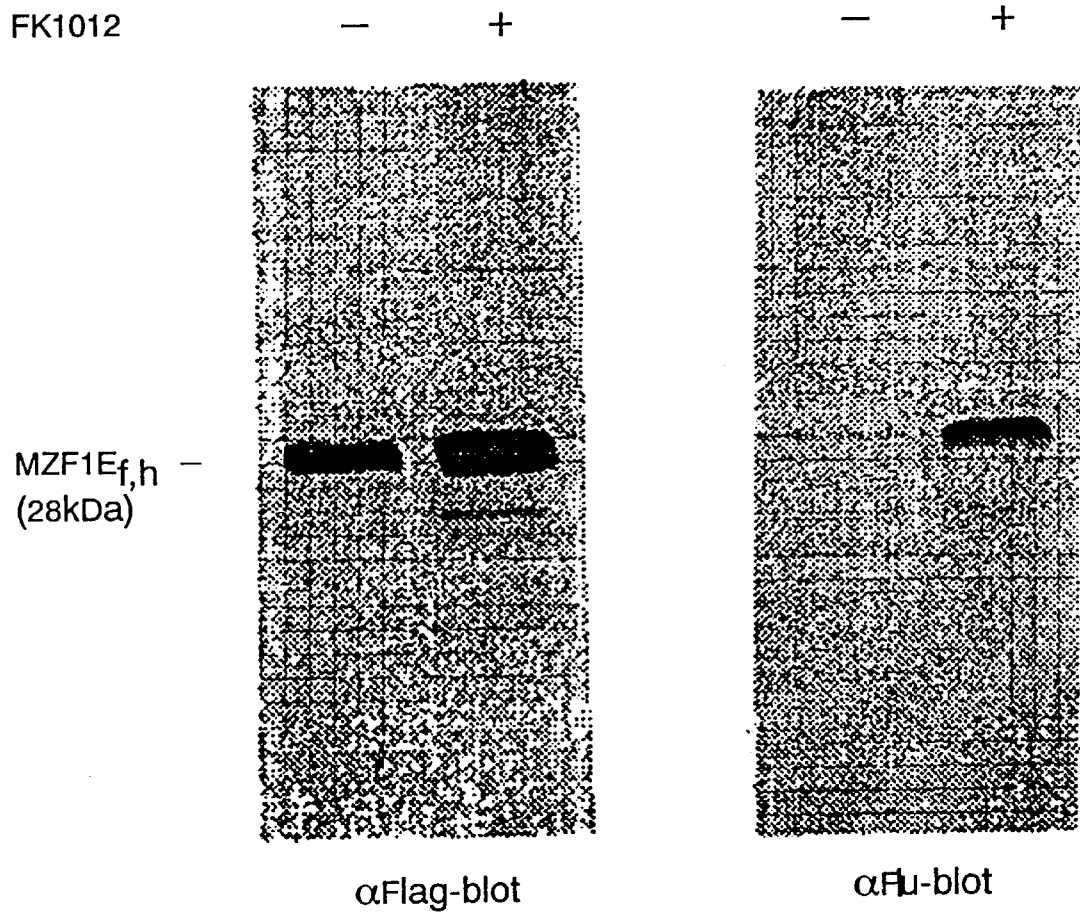 FK1012 − + − +
MZF1Ef,h −
(28kDa)
αFlag-blot αFlu-blot